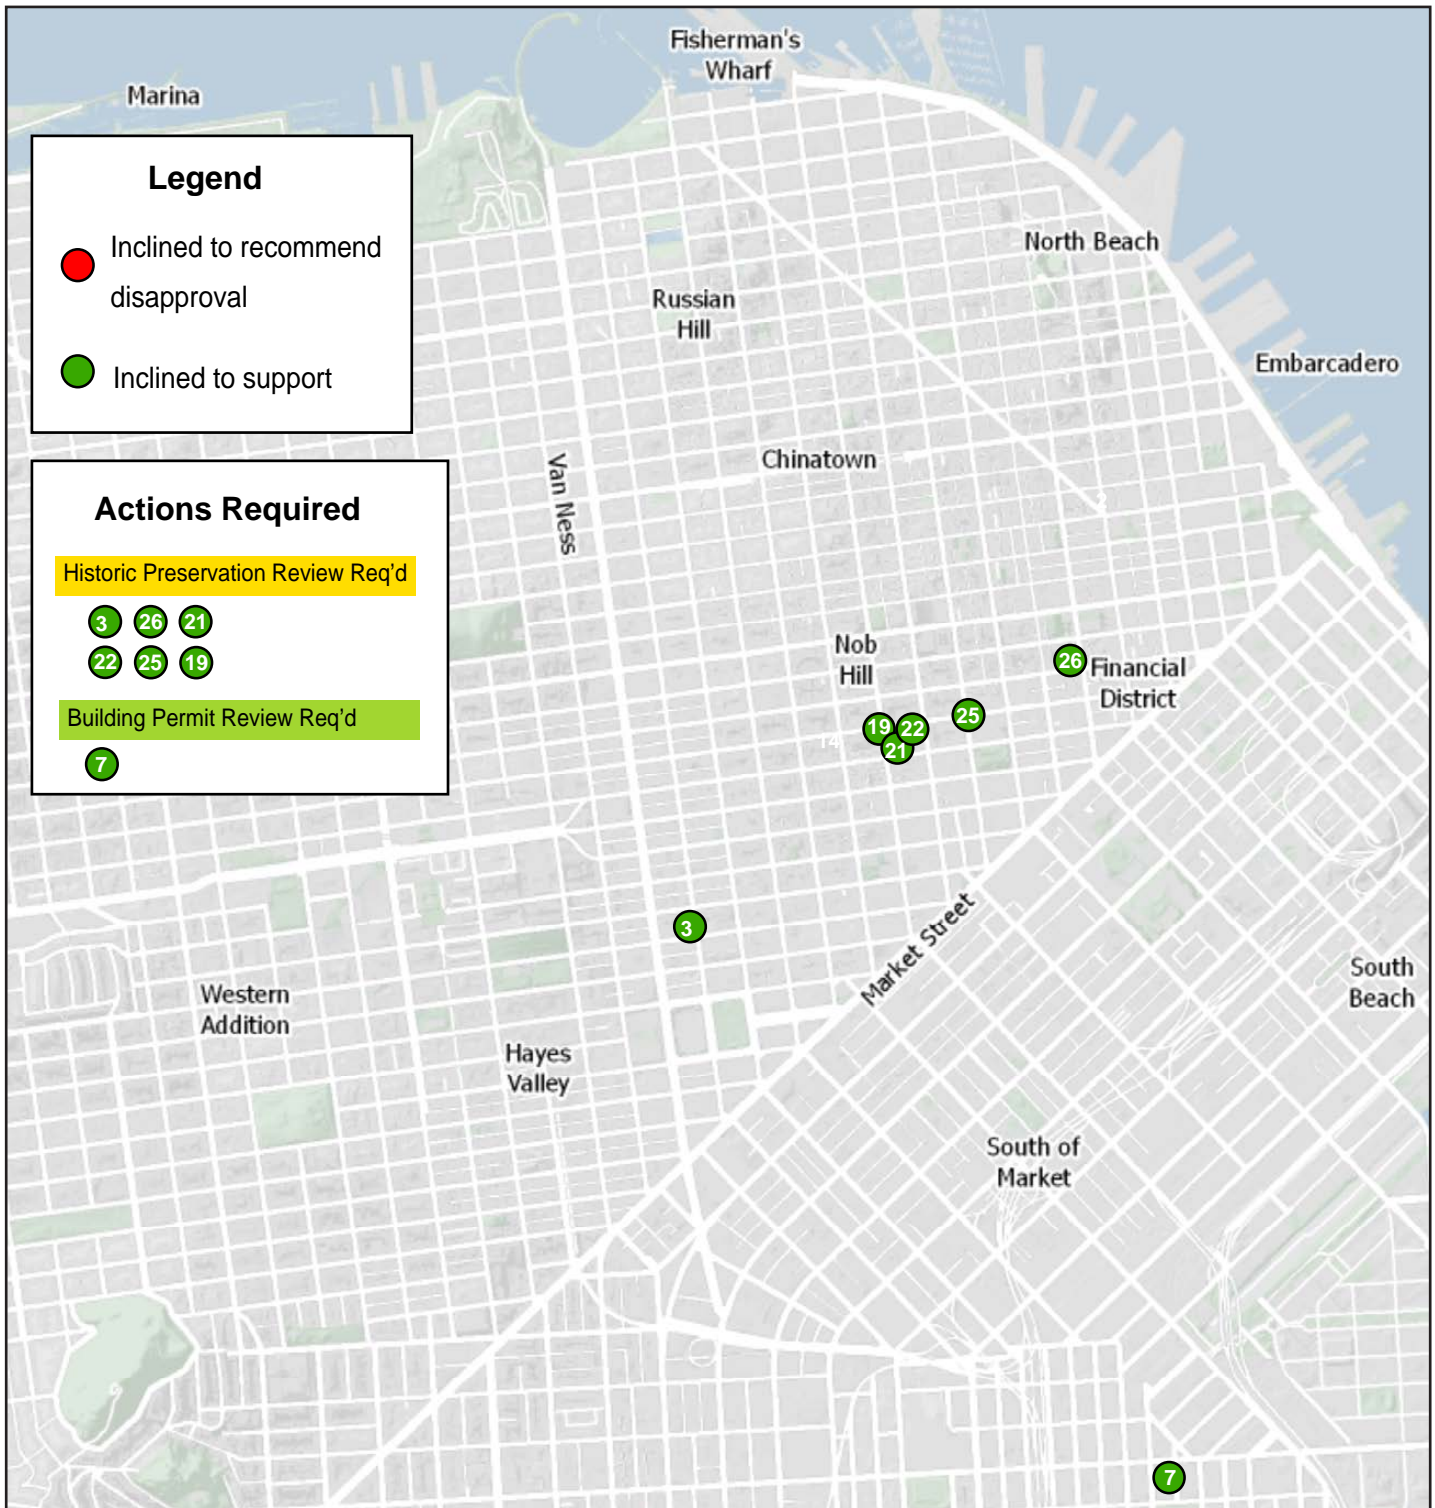 Fisherman's
Wharf
Marina
Legend
Inclined to recommend
disapproval
Inclined to support
North Beach
Russian
Hill
Embarcadero
Chinatown
Van Ness
2
Actions Required
Historic Preservation Review Req'd
3 26 21
22 25 19
Building Permit Review Req'd
7
Nob
Hill
26
Financial
District
25
19 22
21
14
3
Market Street
Western
Addition
South
Beach
Hayes
Valley
South of
Market
7